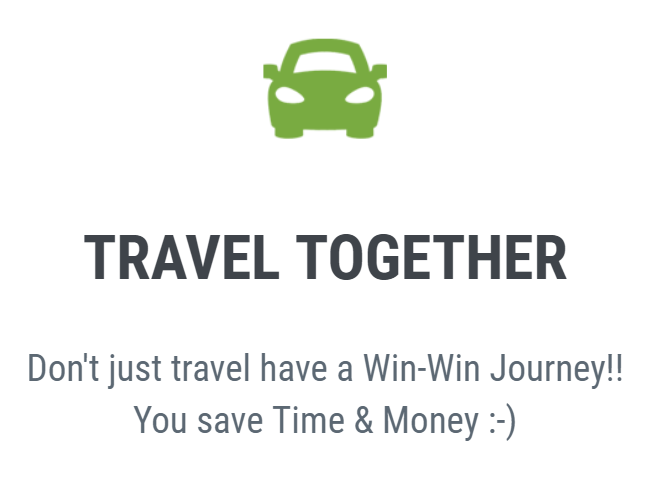 TRAVEL TOGETHER
Don't just travel have a Win-Win Journey!!
You save Time & Money :-)